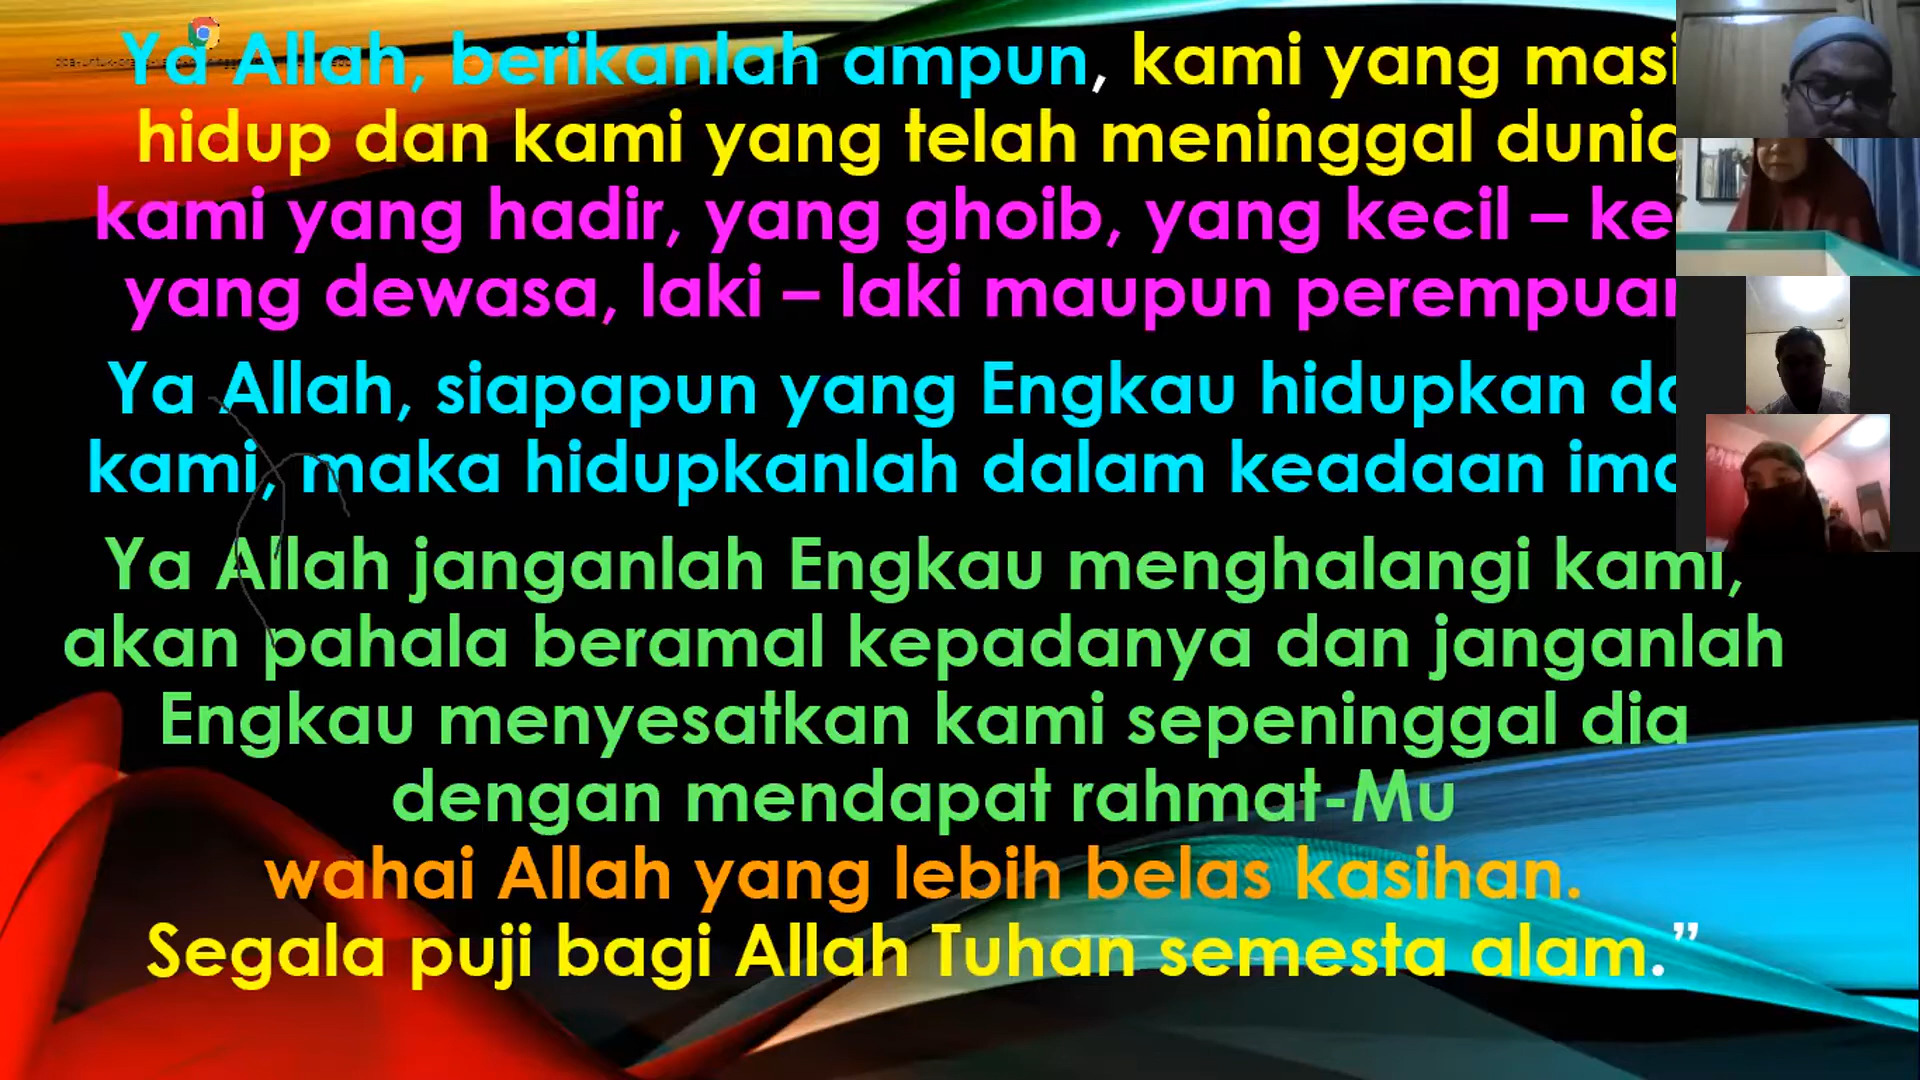 Ya Allah, berikanlah ampun, kami yang masi
hidup dan kami yang telah meninggal dunia
kami yang hadir, yang ghoib, yang kecil – ke
yang dewasa, laki – laki maupun perempuan
Ya Allah, siapapun yang Engkau hidupkan da
kami, maka hidupkanlah dalam keadaan ima
Ya Allah janganlah Engkau menghalangi kami,
akan pahala beramal kepadanya dan janganlah
Engkau menyesatkan kami sepeninggal dia
dengan mendapat rahmat-Mu
wahai Allah yang lebih belas kasihan.
Segala puji bagi Allah Tuhan semesta alam.”